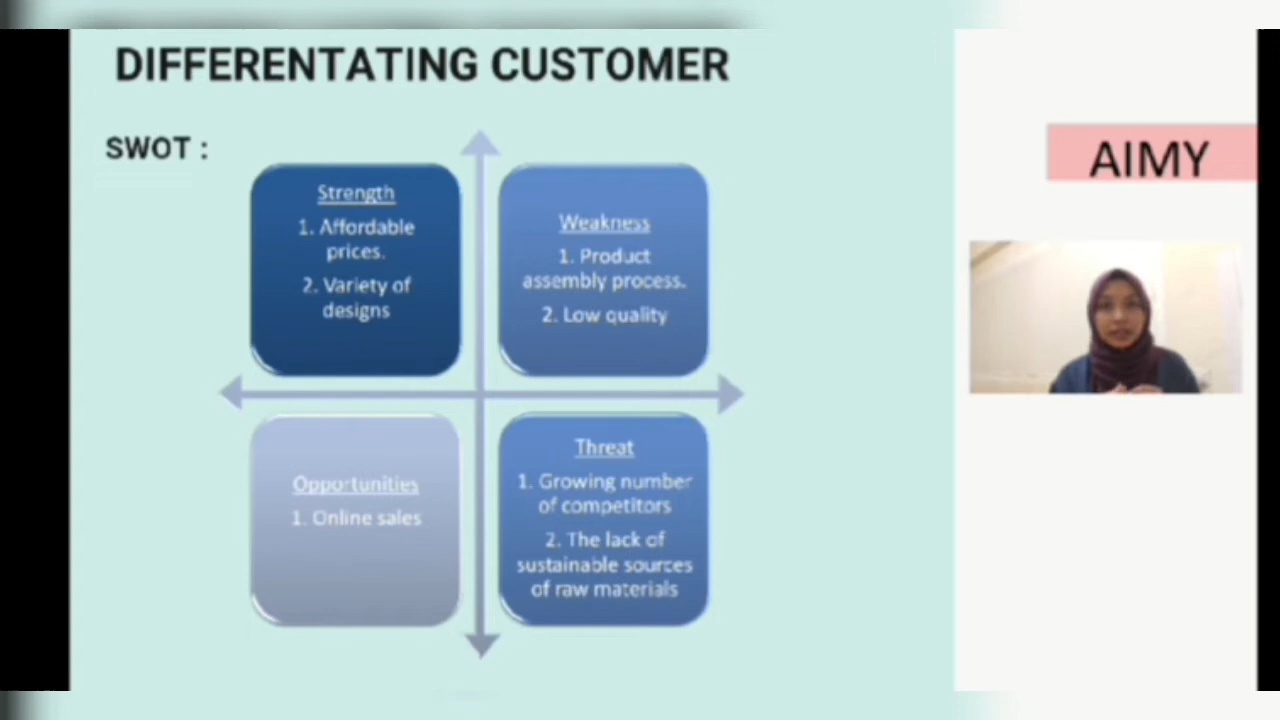 DIFFERENTATING CUSTOMER
SWOT :
Strength
1. Affordable
prices.
2. Variety of
designs
Weakness
1. Product
assembly process.
2. Low quality
Opportunities
1. Online sales
Threat
1. Growing number
of competitors
2. The lack of
sustainable sources
of raw materials
AIMY